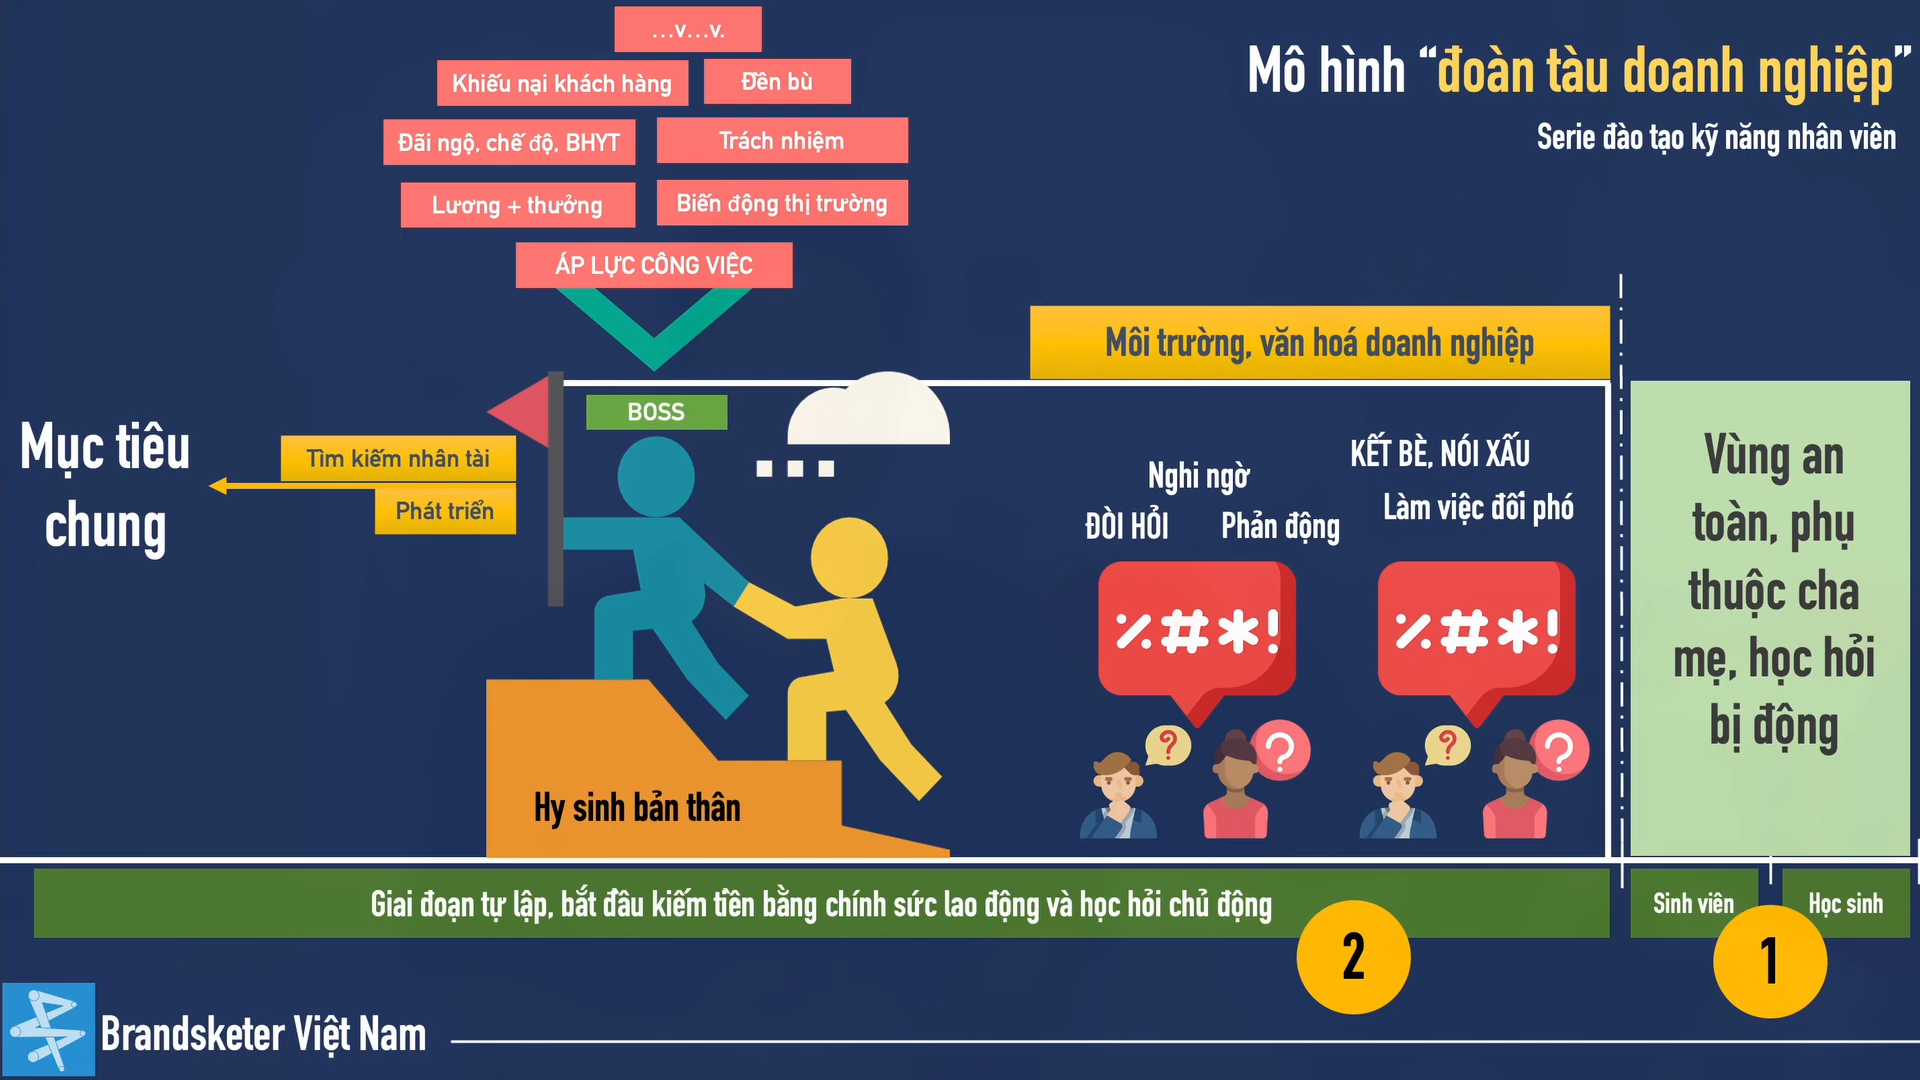 Mô hình “đoàn tàu doanh nghiệp”
Serie đào tạo kỹ năng nhân viên
...v...v.
Khiếu nại khách hàng
Đền bù
Đãi ngộ, chế độ, BHYT
Trách nhiệm
Lương + thưởng
Biến động thị trường
ÁP LỰC CÔNG VIỆC
Môi trường, văn hoá doanh nghiệp
BOSS
Mục tiêu
chung
Tìm kiếm nhân tài
Phát triển
Nghi ngờ
ĐÒI HỎI
Phản động
KẾT BÈ, NÓI XẤU
Làm việc đối phó
%#*!
%#*!
?
?
?
?
Vùng an
toàn, phụ
thuộc cha
mẹ, học hỏi
bị động
Hy sinh bản thân
Giai đoạn tự lập, bắt đầu kiếm tiền bằng chính sức lao động và học hỏi chủ động
Sinh viên
Học sinh
2
1
Brandsketer Việt Nam